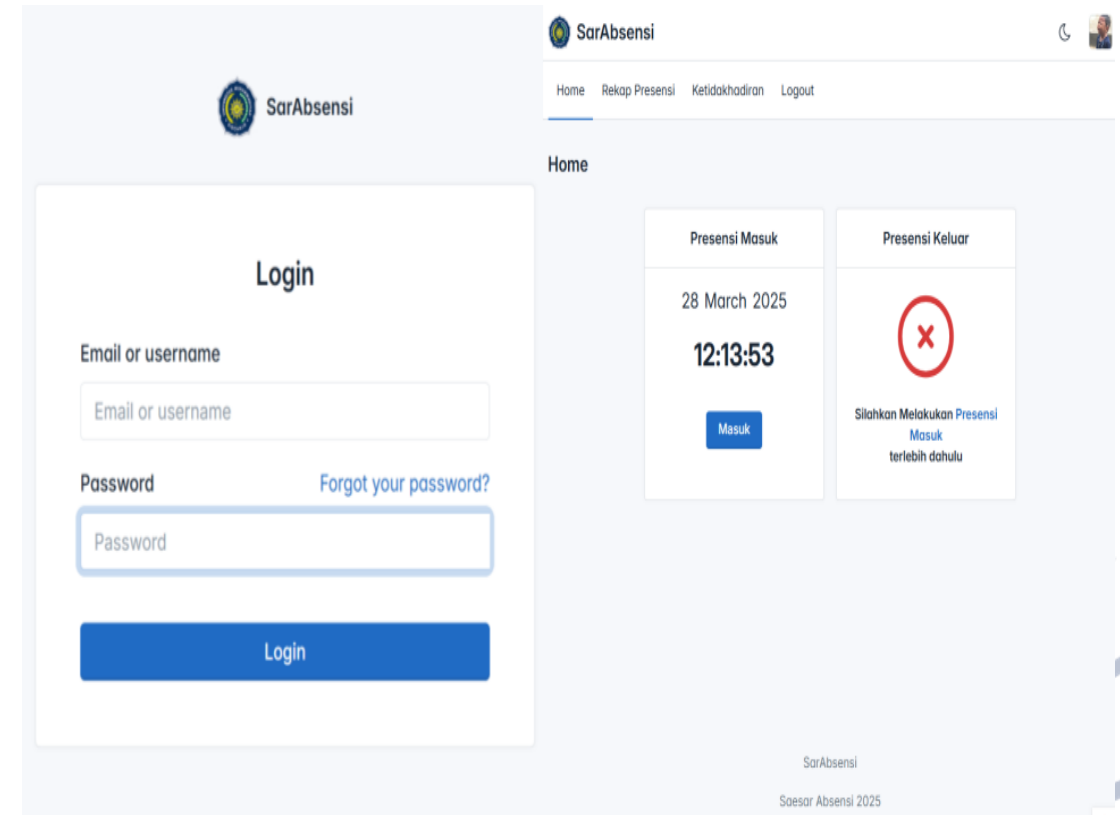 SarAbsensi
Login
Email or username
Email or username
Password Forgot your password?
Password
Login
SarAbsensi
Home Rekap Presensi Ketidakhadiran Logout
Home
Presensi Masuk
28 March 2025
12:13:53
Masuk
Presensi Keluar
Silahkan Melakukan Presensi
Masuk
terlebih dahulu
SarAbsensi
Saesar Absensi 2025